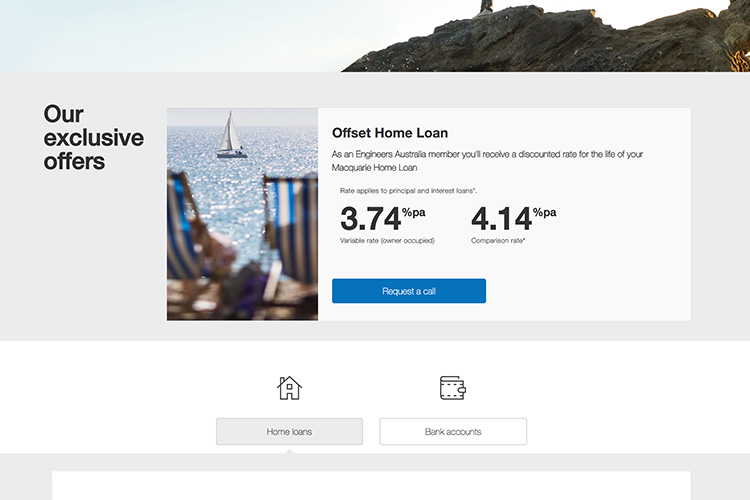 Our
exclusive
offers
Offset Home Loan
As an Engineers Australia member you'll receive a discounted rate for the life of your
Macquarie Home Loan
Rate applies to principal and interest loans*.
3.74%pa
4.14%pa
Variable rate (owner occupied)
Comparison rate*
Request a call
Home loans
Bank accounts